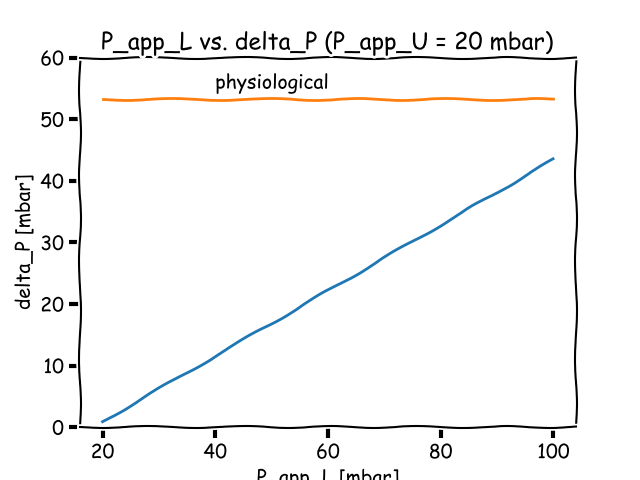 P_app_L vs. delta_P (P_app_U = 20 mbar)
60
physiological
50
40
30
20
10
0
delta_P [mbar]
20 40 60 80 100
P_app_L [mbar]